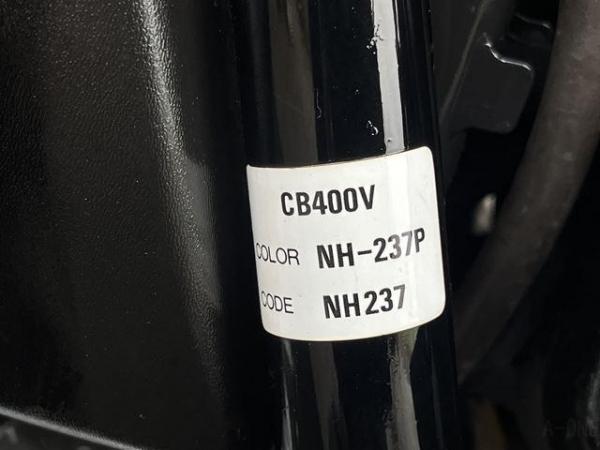 CB400V
COLOR NH-237P
CODE NH237